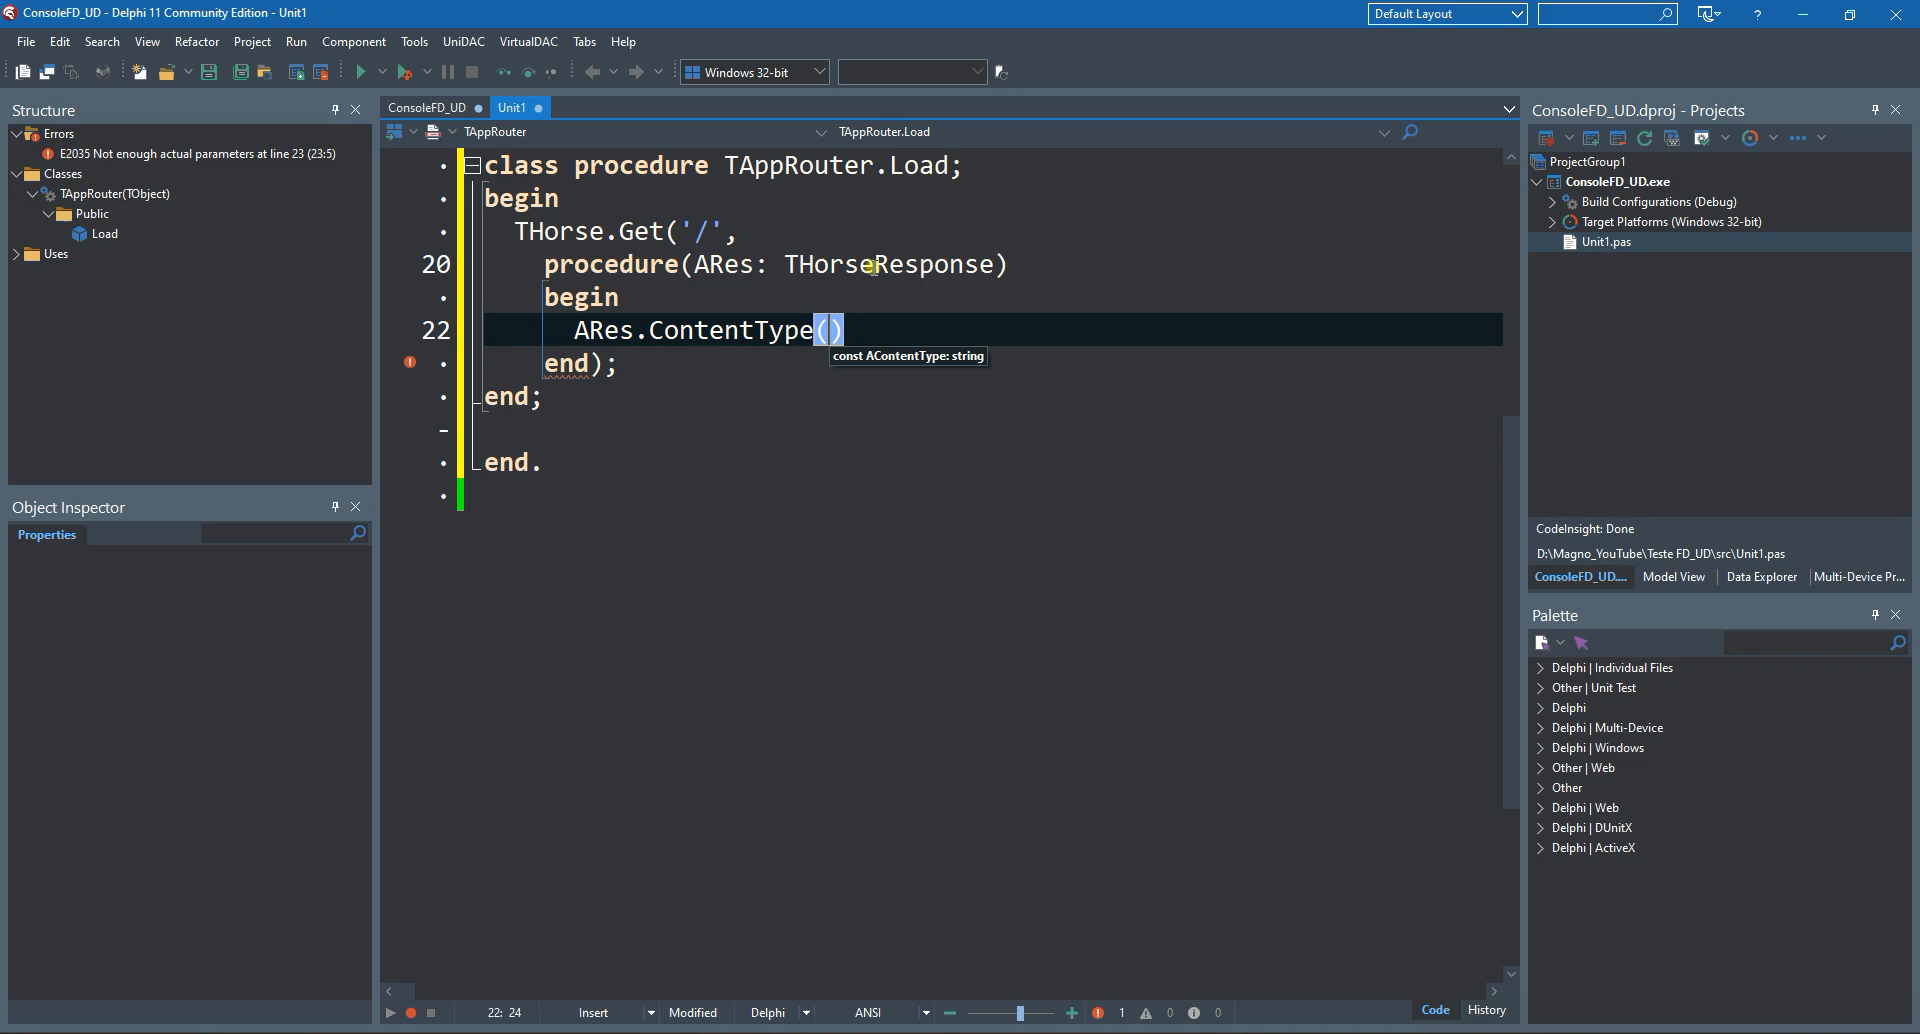 ConsoleFD_UD - Delphi 11 Community Edition - Unit1
Default Layout
?
File Edit Search View Refactor Project Run Component Tools UniDAC VirtualDAC Tabs Help
Windows 32-bit
Structure
Errors
E2035 Not enough actual parameters at line 23 (23:5)
Classes
TAppRouter(TObject)
Public
Load
Uses
Object Inspector
Properties
ConsoleFD_UD
Unit1
TAppRouter
TAppRouter.Load
class procedure TAppRouter.Load;
begin
THorse.Get('/',
20 procedure(ARes: THorseResponse)
begin
22 ARes.ContentType()
const AContentType: string
end);
end;
end.
22: 24
Insert
Modified
Delphi
ANSI
1
0
0
Code
History
ConsoleFD_UD.dproj - Projects
ProjectGroup1
ConsoleFD_UD.exe
Build Configurations (Debug)
Target Platforms (Windows 32-bit)
Unit1.pas
CodeInsight: Done
D:\Magno_YouTube\Teste FD_UD\src\Unit1.pas
ConsoleFD_UD.... Model View Data Explorer Multi-Device Pr...
Palette
Delphi | Individual Files
Other | Unit Test
Delphi
Delphi | Multi-Device
Delphi | Windows
Other | Web
Other
Delphi | Web
Delphi | DUnitX
Delphi | ActiveX